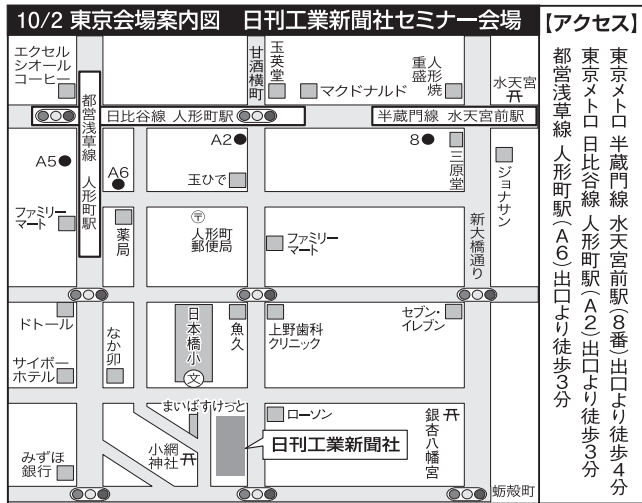 10/2 東京会場案内図 日刊工業新聞社セミナー会場
【アクセス】
東京メトロ 半蔵門線 水天宮前駅(8番)出口より徒歩4分
東京メトロ 日比谷線 人形町駅(A2)出口より徒歩3分
都営浅草線 人形町駅(A6)出口より徒歩3分
エクセル
シオール
コーヒー
甘酒横町
玉英堂
マクドナルド
人形焼
重盛
水天宮
都営浅草線 人形町駅
日比谷線 人形町駅
半蔵門線 水天宮前駅
A5
A6
A2
8
玉ひで
三原堂
ジョナサン
ファミリー
マート
薬局
〒
人形町
郵便局
ファミリー
マート
新大橋通り
ドトール
なか卯
日本橋小
文
魚久
上野歯科
クリニック
セブン・
イレブン
サイボー
ホテル
まいばすけっと
ローソン
銀杏八幡宮
日刊工業新聞社
小網
神社
みずほ
銀行
蛎殻町